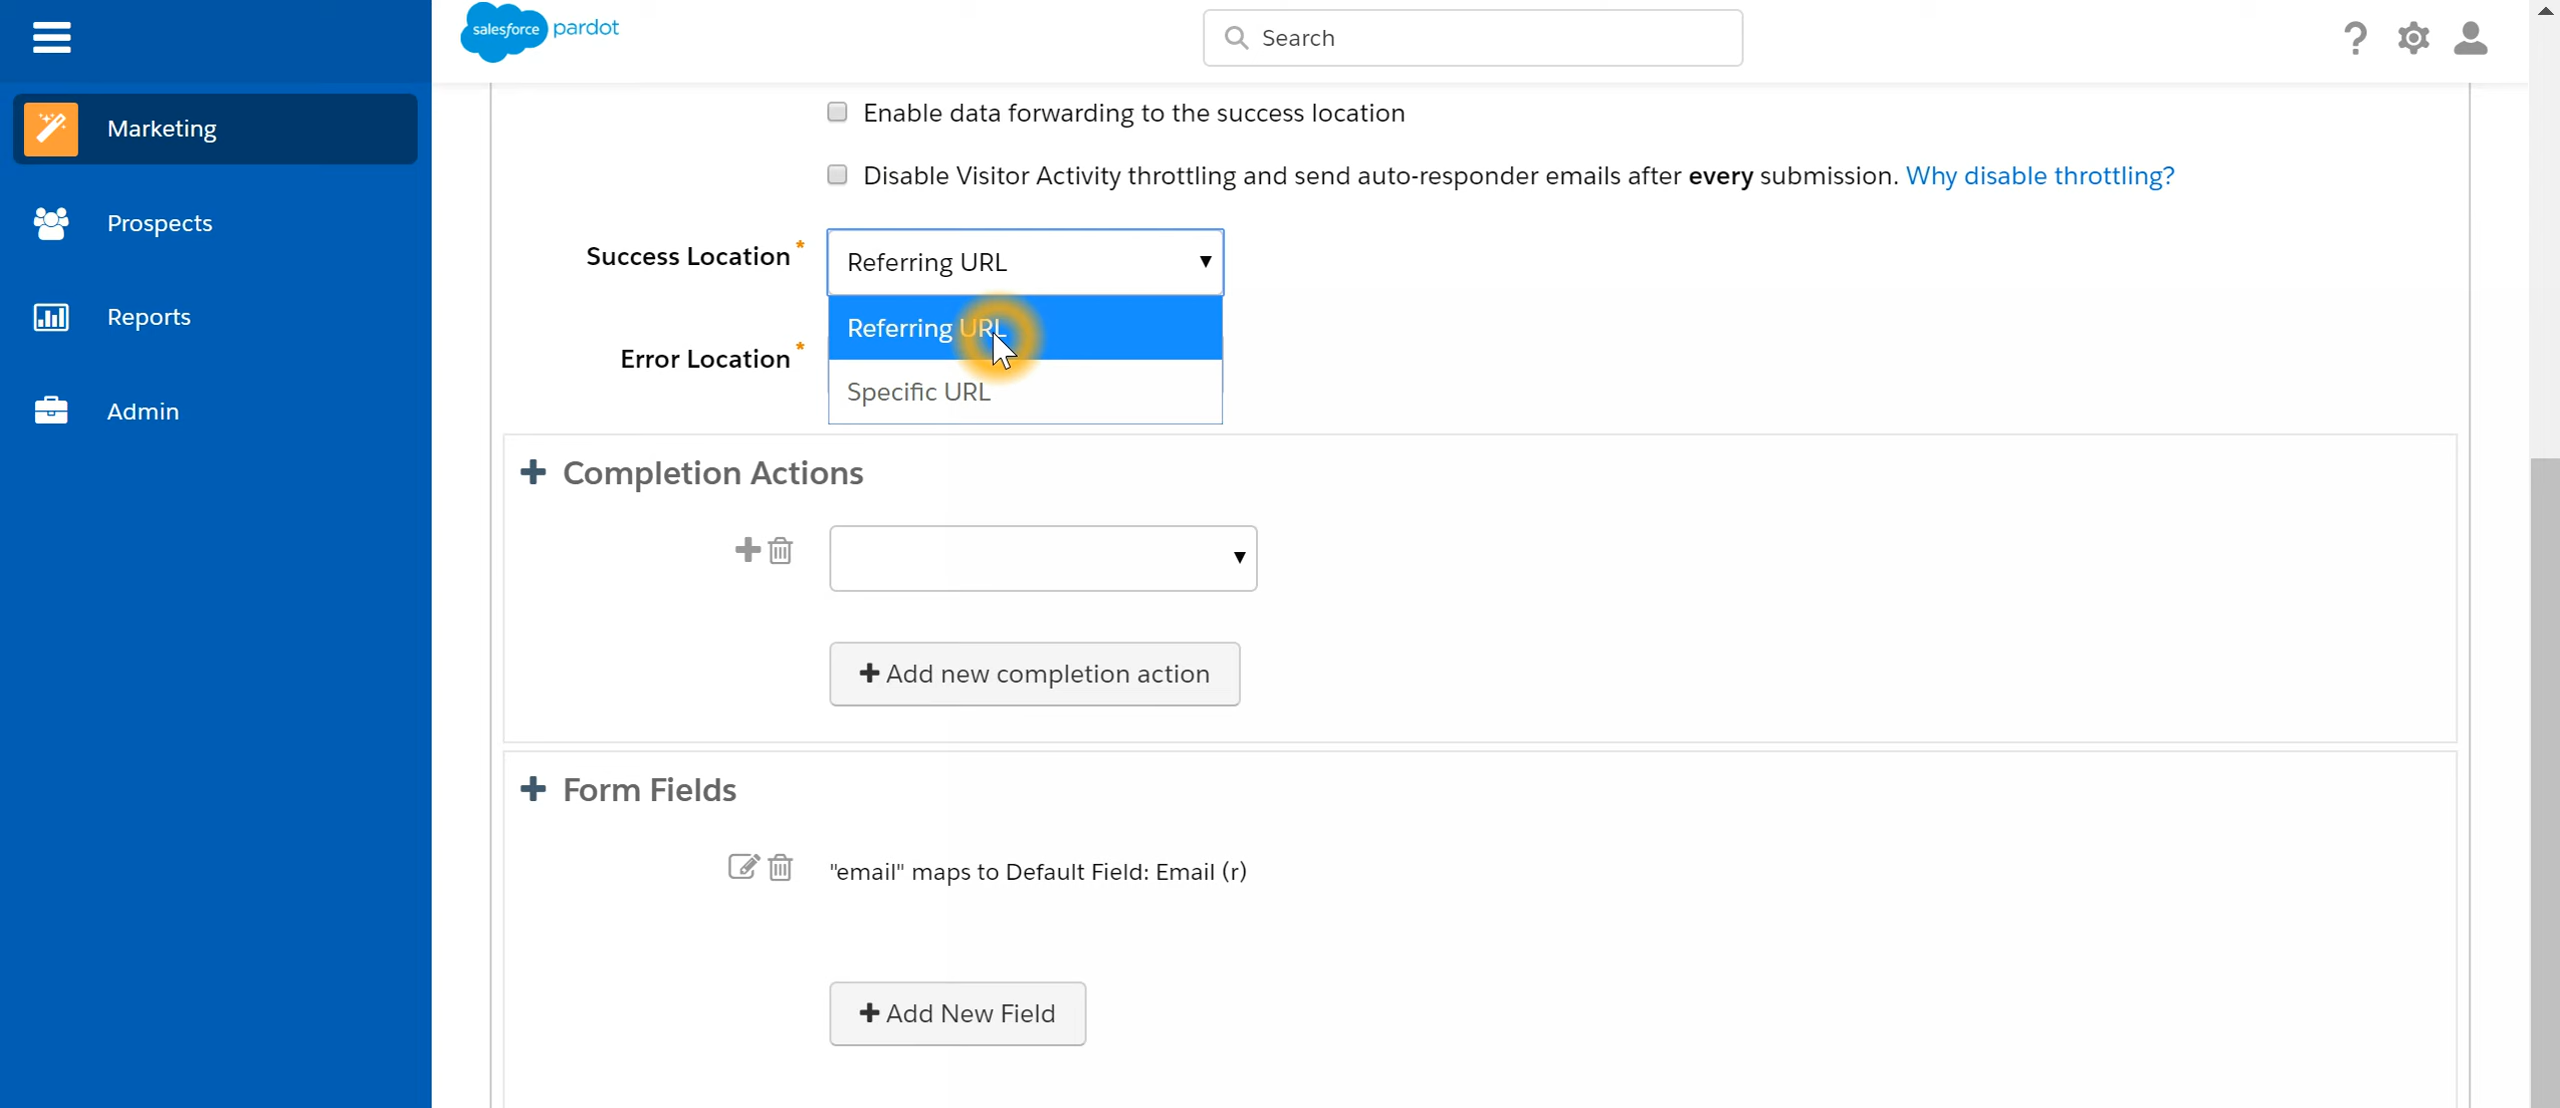 salesforce pardot
Search
Marketing
Prospects
Reports
Admin
Enable data forwarding to the success location
Disable Visitor Activity throttling and send auto-responder emails after every submission. Why disable throttling?
Success Location *
Referring URL
Referring URL
Specific URL
Error Location *
Completion Actions
Add new completion action
Form Fields
"email" maps to Default Field: Email (r)
Add New Field